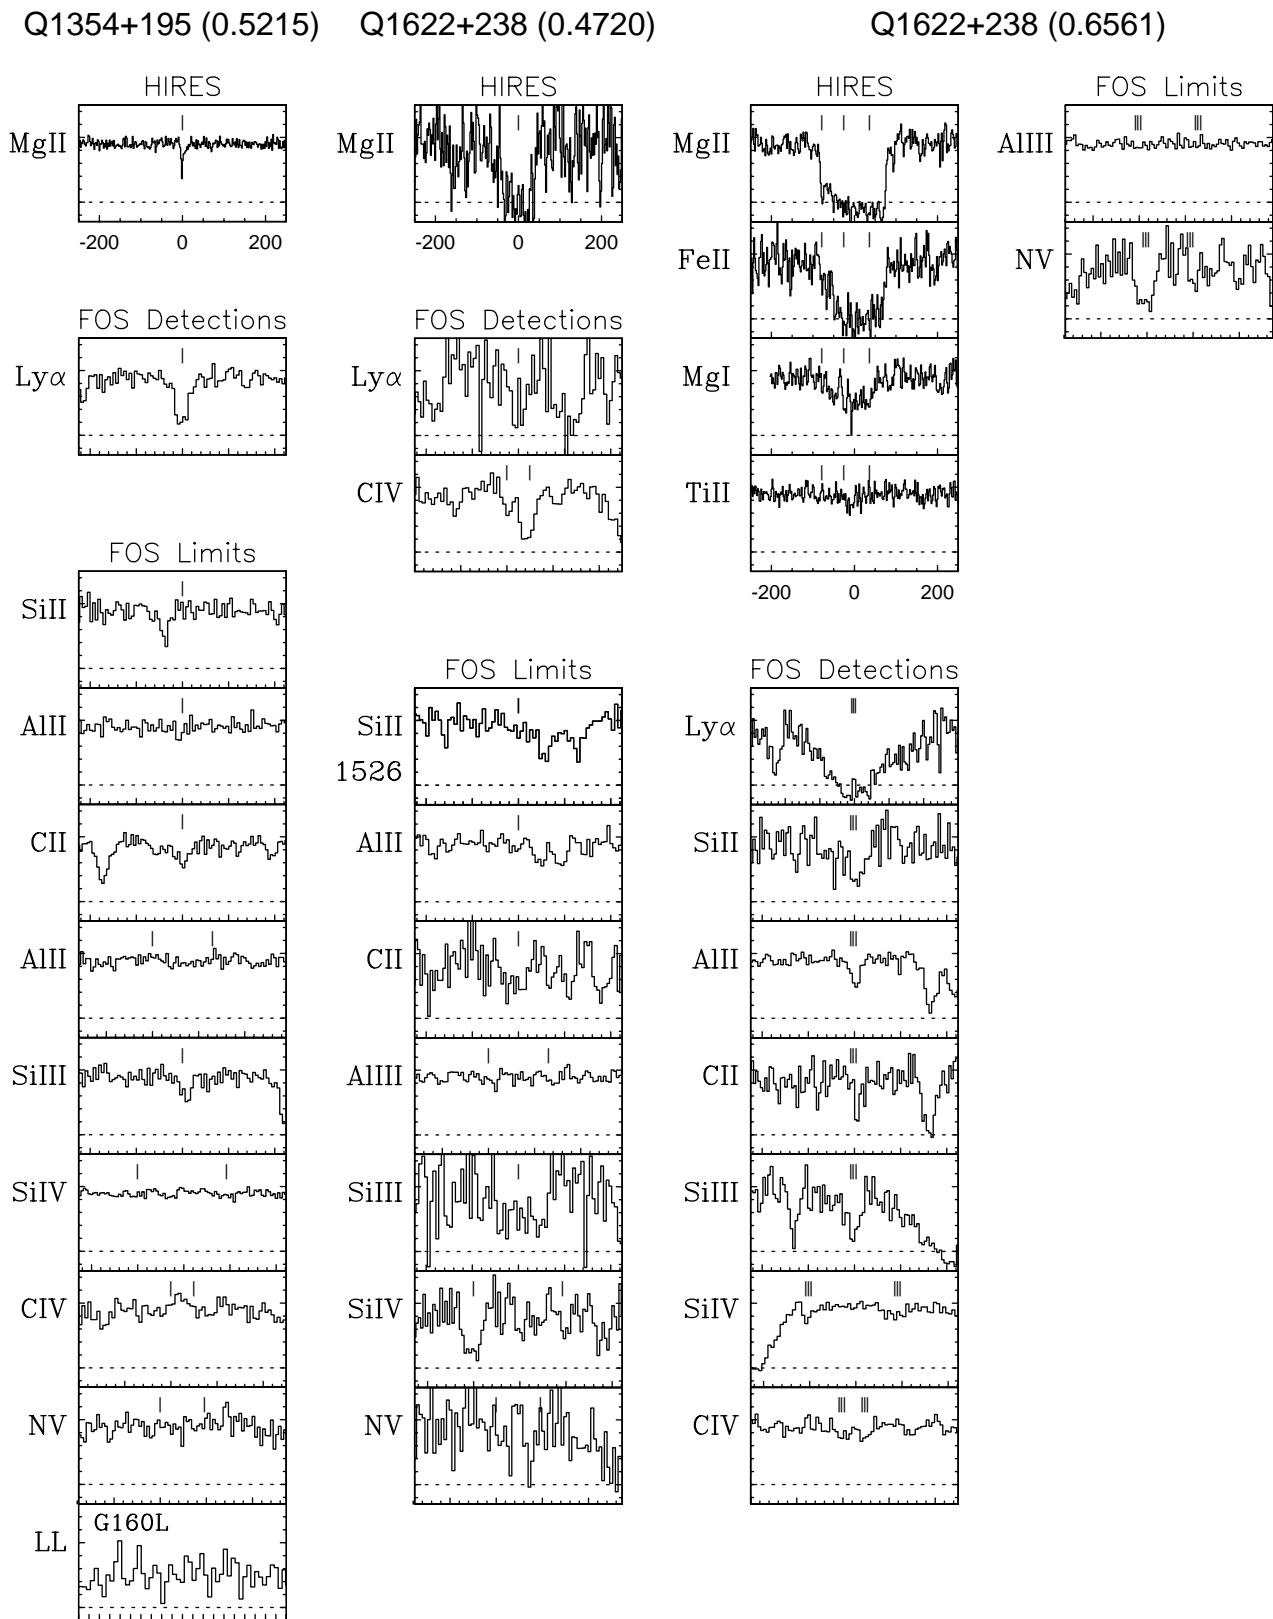 Q1354+195 (0.5215)
HIRES
MgII
-200 0 200
FOS Detections
Lyα
FOS Limits
SiII
AlII
CII
AlIII
SiIII
SiIV
CIV
NV
LL
G160L
Q1622+238 (0.4720)
HIRES
MgII
-200 0 200
FOS Detections
Lyα
CIV
FOS Limits
SiII
1526
AlII
CII
AlIII
SiIII
SiIV
NV
Q1622+238 (0.6561)
HIRES
MgII
FeII
MgI
TiII
-200 0 200
FOS Detections
Lyα
SiII
AlII
CII
SiIII
SiIV
CIV
FOS Limits
AlIII
NV